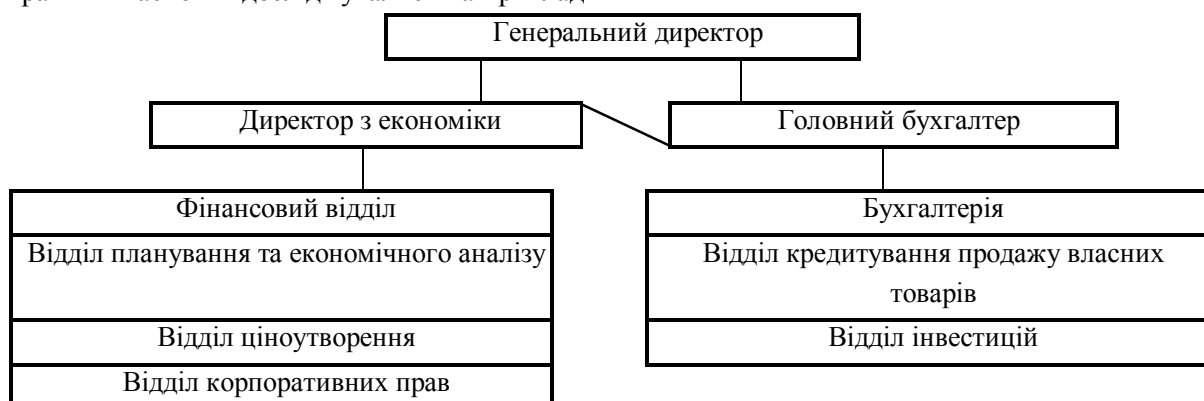 Генеральний директор
Директор з економіки
Головний бухгалтер
Фінансовий відділ
Відділ планування та економічного аналізу
Відділ ціноутворення
Відділ корпоративних прав
Бухгалтерія
Відділ кредитування продажу власних
товарів
Відділ інвестицій